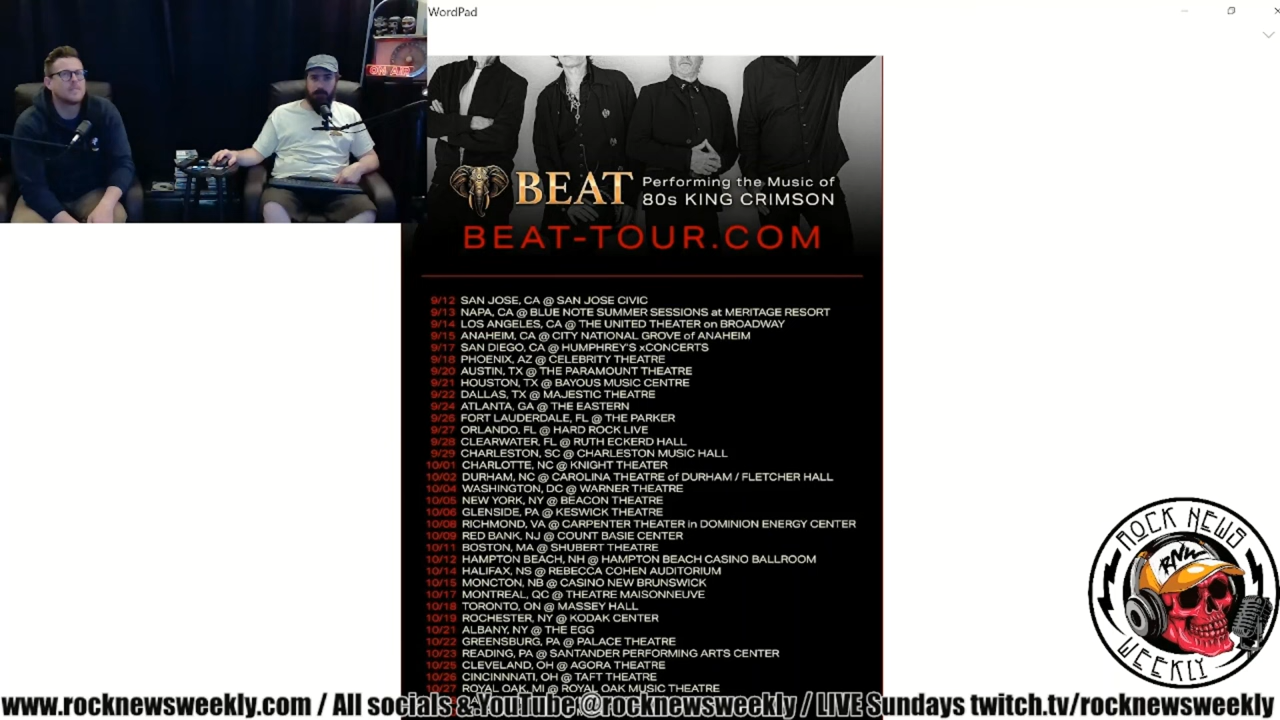 WordPad
ON AIR
BEAT Performing the Music of
80s KING CRIMSON
BEAT-TOUR.COM
9/12 SAN JOSE, CA @ SAN JOSE CIVIC
9/13 NAPA, CA @ BLUE NOTE SUMMER SESSIONS at MERITAGE RESORT
9/14 LOS ANGELES, CA @ THE UNITED THEATER on BROADWAY
9/15 ANAHEIM, CA @ CITY NATIONAL GROVE of ANAHEIM
9/17 SAN DIEGO, CA @ HUMPHREY'S xCONCERTS
9/18 PHOENIX, AZ @ CELEBRITY THEATRE
9/20 AUSTIN, TX @ THE PARAMOUNT THEATRE
9/21 HOUSTON, TX @ BAYOUS MUSIC CENTRE
9/22 DALLAS, TX @ MAJESTIC THEATRE
9/24 ATLANTA, GA @ THE EASTERN
9/26 FORT LAUDERDALE, FL @ THE PARKER
9/27 ORLANDO, FL @ HARD ROCK LIVE
9/28 CLEARWATER, FL @ RUTH ECKERD HALL
9/29 CHARLESTON, SC @ CHARLESTON MUSIC HALL
10/01 CHARLOTTE, NC @ KNIGHT THEATER
10/02 DURHAM, NC @ CAROLINA THEATRE of DURHAM / FLETCHER HALL
10/04 WASHINGTON, DC @ WARNER THEATRE
10/05 NEW YORK, NY @ BEACON THEATRE
10/06 GLENSIDE, PA @ KESWICK THEATRE
10/08 RICHMOND, VA @ CARPENTER THEATER in DOMINION ENERGY CENTER
10/09 RED BANK, NJ @ COUNT BASIE CENTER
10/11 BOSTON, MA @ SHUBERT THEATRE
10/12 HAMPTON BEACH, NH @ HAMPTON BEACH CASINO BALLROOM
10/14 HALIFAX, NS @ REBECCA COHEN AUDITORIUM
10/15 MONCTON, NB @ CASINO NEW BRUNSWICK
10/17 MONTREAL, QC @ THEATRE MAISONNEUVE
10/18 TORONTO, ON @ MASSEY HALL
10/19 ROCHESTER, NY @ KODAK CENTER
10/21 ALBANY, NY @ THE EGG
10/22 GREENSBURG, PA @ PALACE THEATRE
10/23 READING, PA @ SANTANDER PERFORMING ARTS CENTER
10/25 CLEVELAND, OH @ AGORA THEATRE
10/26 CINCINNNATI, OH @ TAFT THEATRE
10/27 ROYAL OAK, MI @ ROYAL OAK MUSIC THEATRE
ROCK NEWS
RNW
WEEKLY
www.rocknewsweekly.com / All socials & YouTube @rocknewsweekly / LIVE Sundays twitch.tv/rocknewsweekly